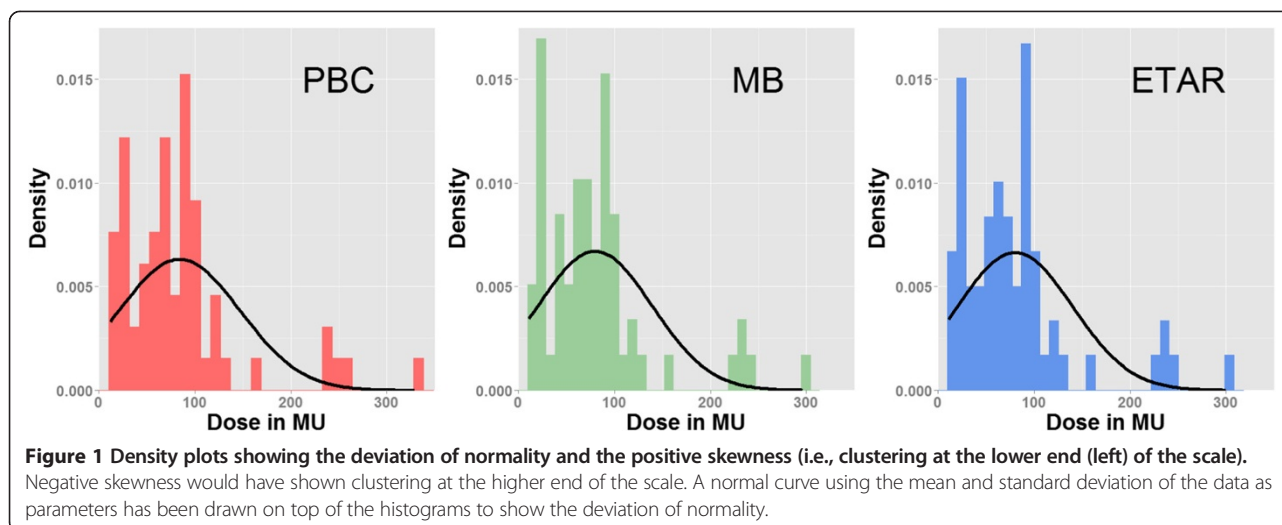 PBC
MB
ETAR
0.015
0.010
0.005
0.000
Density
0
100
200
300
Dose in MU
0.015
0.010
0.005
0.000
Density
0
100
200
300
Dose in MU
0.015
0.010
0.005
0.000
Density
0
100
200
300
Dose in MU
Figure 1 Density plots showing the deviation of normality and the positive skewness (i.e., clustering at the lower end (left) of the scale).
Negative skewness would have shown clustering at the higher end of the scale. A normal curve using the mean and standard deviation of the data as
parameters has been drawn on top of the histograms to show the deviation of normality.